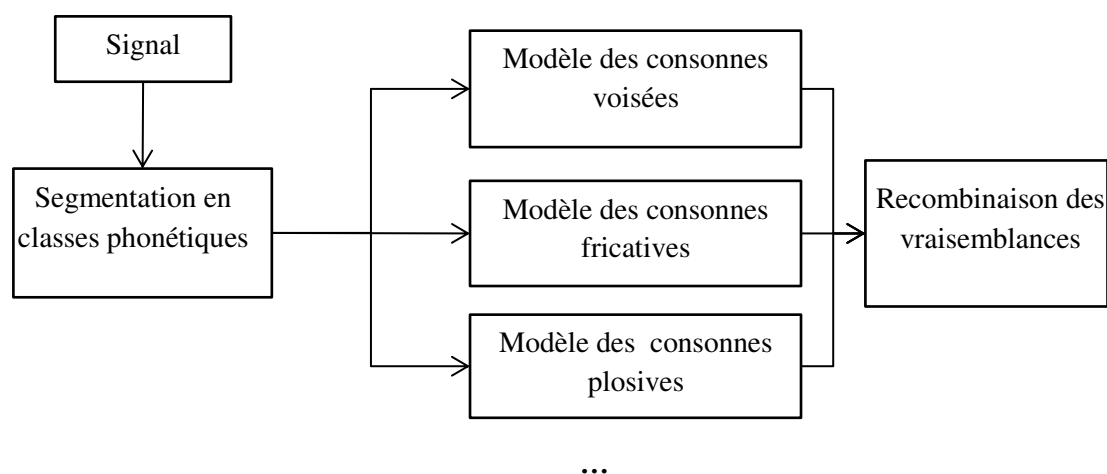 Signal
Segmentation en
classes phonétiques
Modèle des consonnes
voisées
Modèle des consonnes
fricatives
Modèle des consonnes
plosives
Recombinaison des
vraisemblances
...